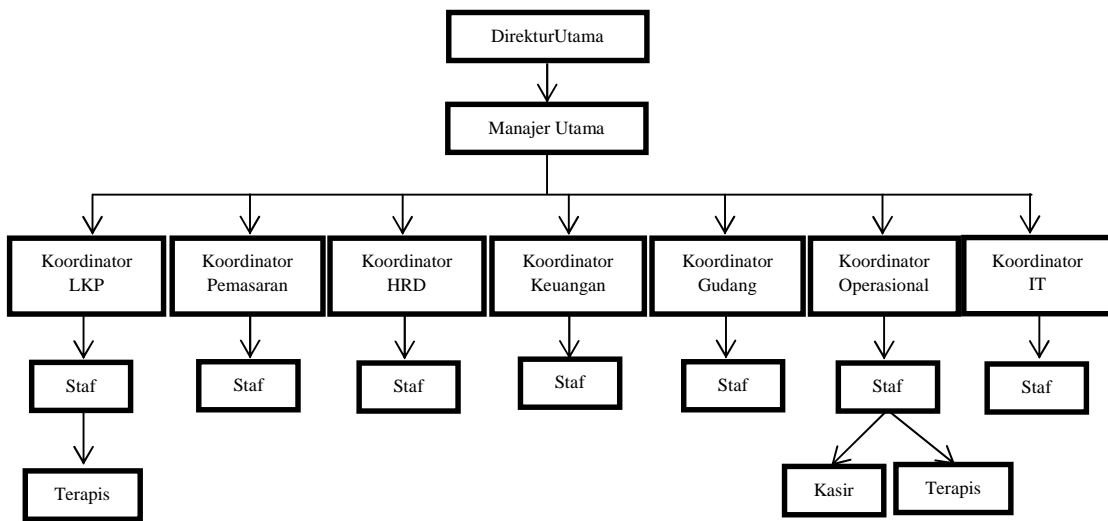 DirekturUtama
Manajer Utama
Koordinator
LKP
Koordinator
Pemasaran
Koordinator
HRD
Koordinator
Keuangan
Koordinator
Gudang
Koordinator
Operasional
Koordinator
IT
Staf
Staf
Staf
Staf
Staf
Staf
Staf
Terapis
Kasir
Terapis